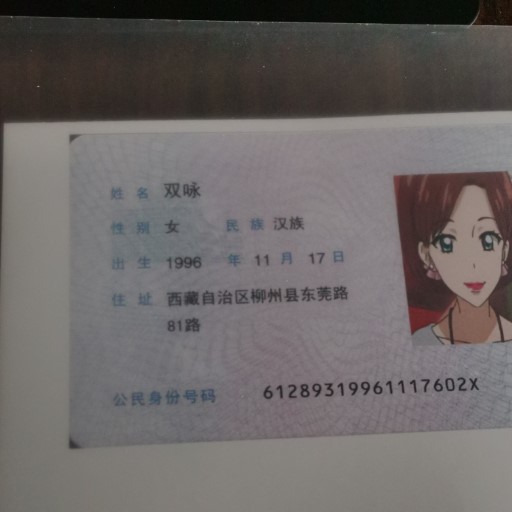 姓名 双咏
性别 女 民族 汉族
出生 1996 年 11 月 17 日
住址 西藏自治区柳州县东莞路
81路
公民身份号码 61289319961117602X